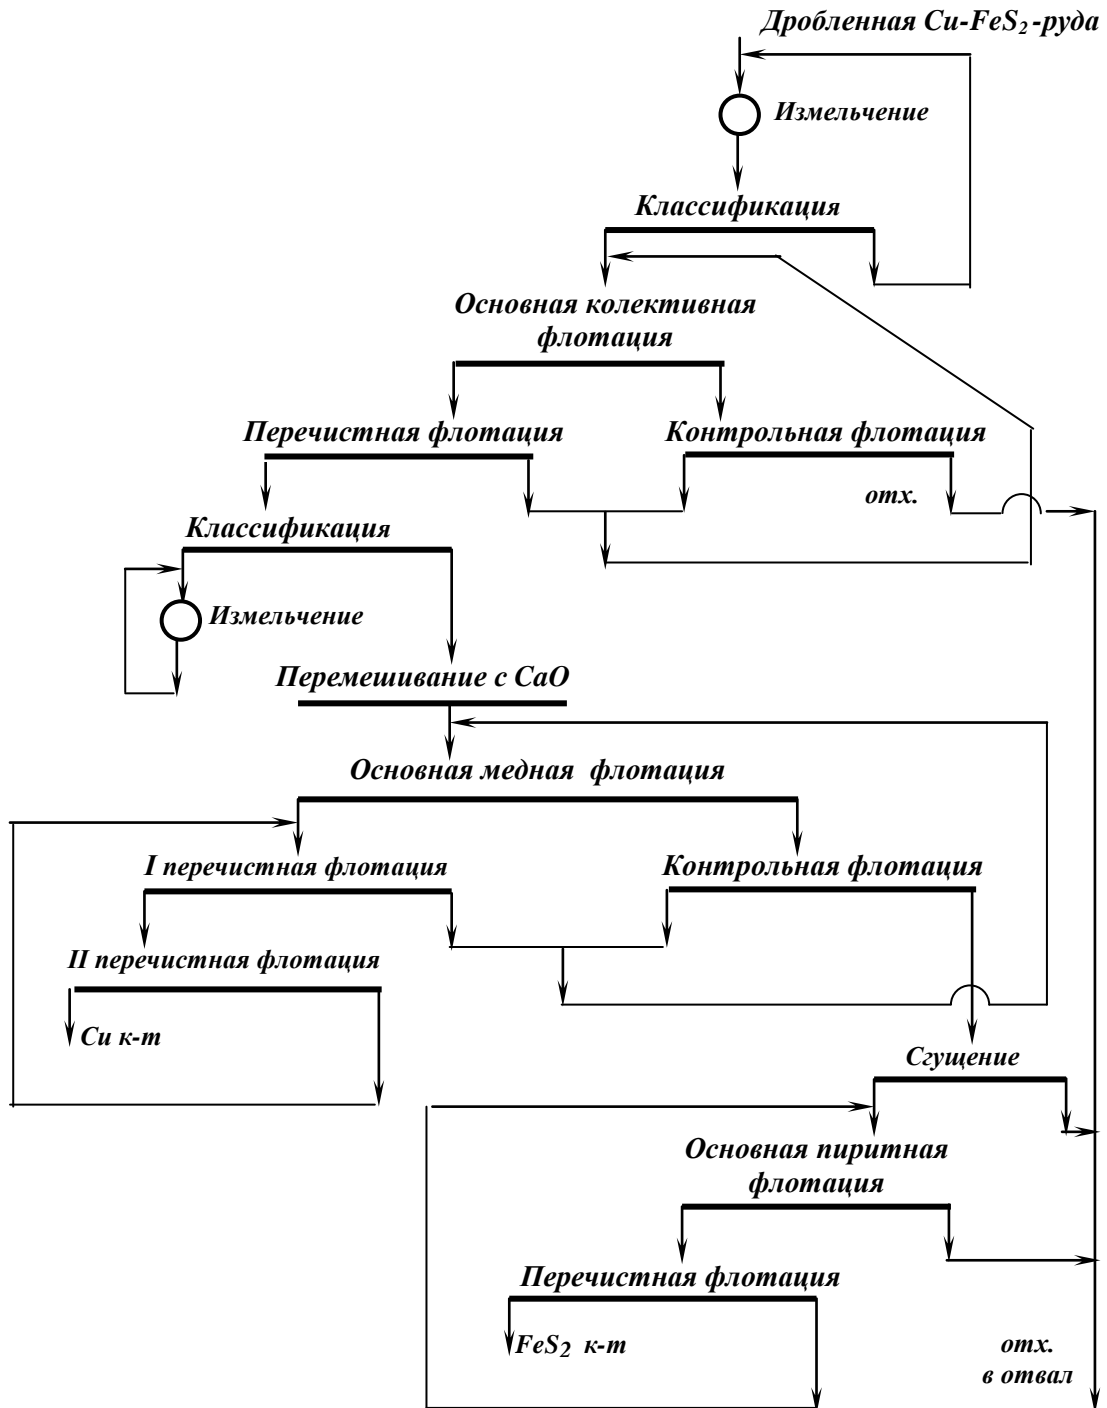 Дробленная Cu-FeS2-руда
Измельчение
Классификация
Основная колективная
флотация
Перечистная флотация
Контрольная флотация
отх.
Классификация
Измельчение
Перемешивание с CaO
Основная медная флотация
I перечистная флотация
Контрольная флотация
II перечистная флотация
Cu к-т
Сгущение
Основная пиритная
флотация
Перечистная флотация
FeS2 к-т
отх.
в отвал